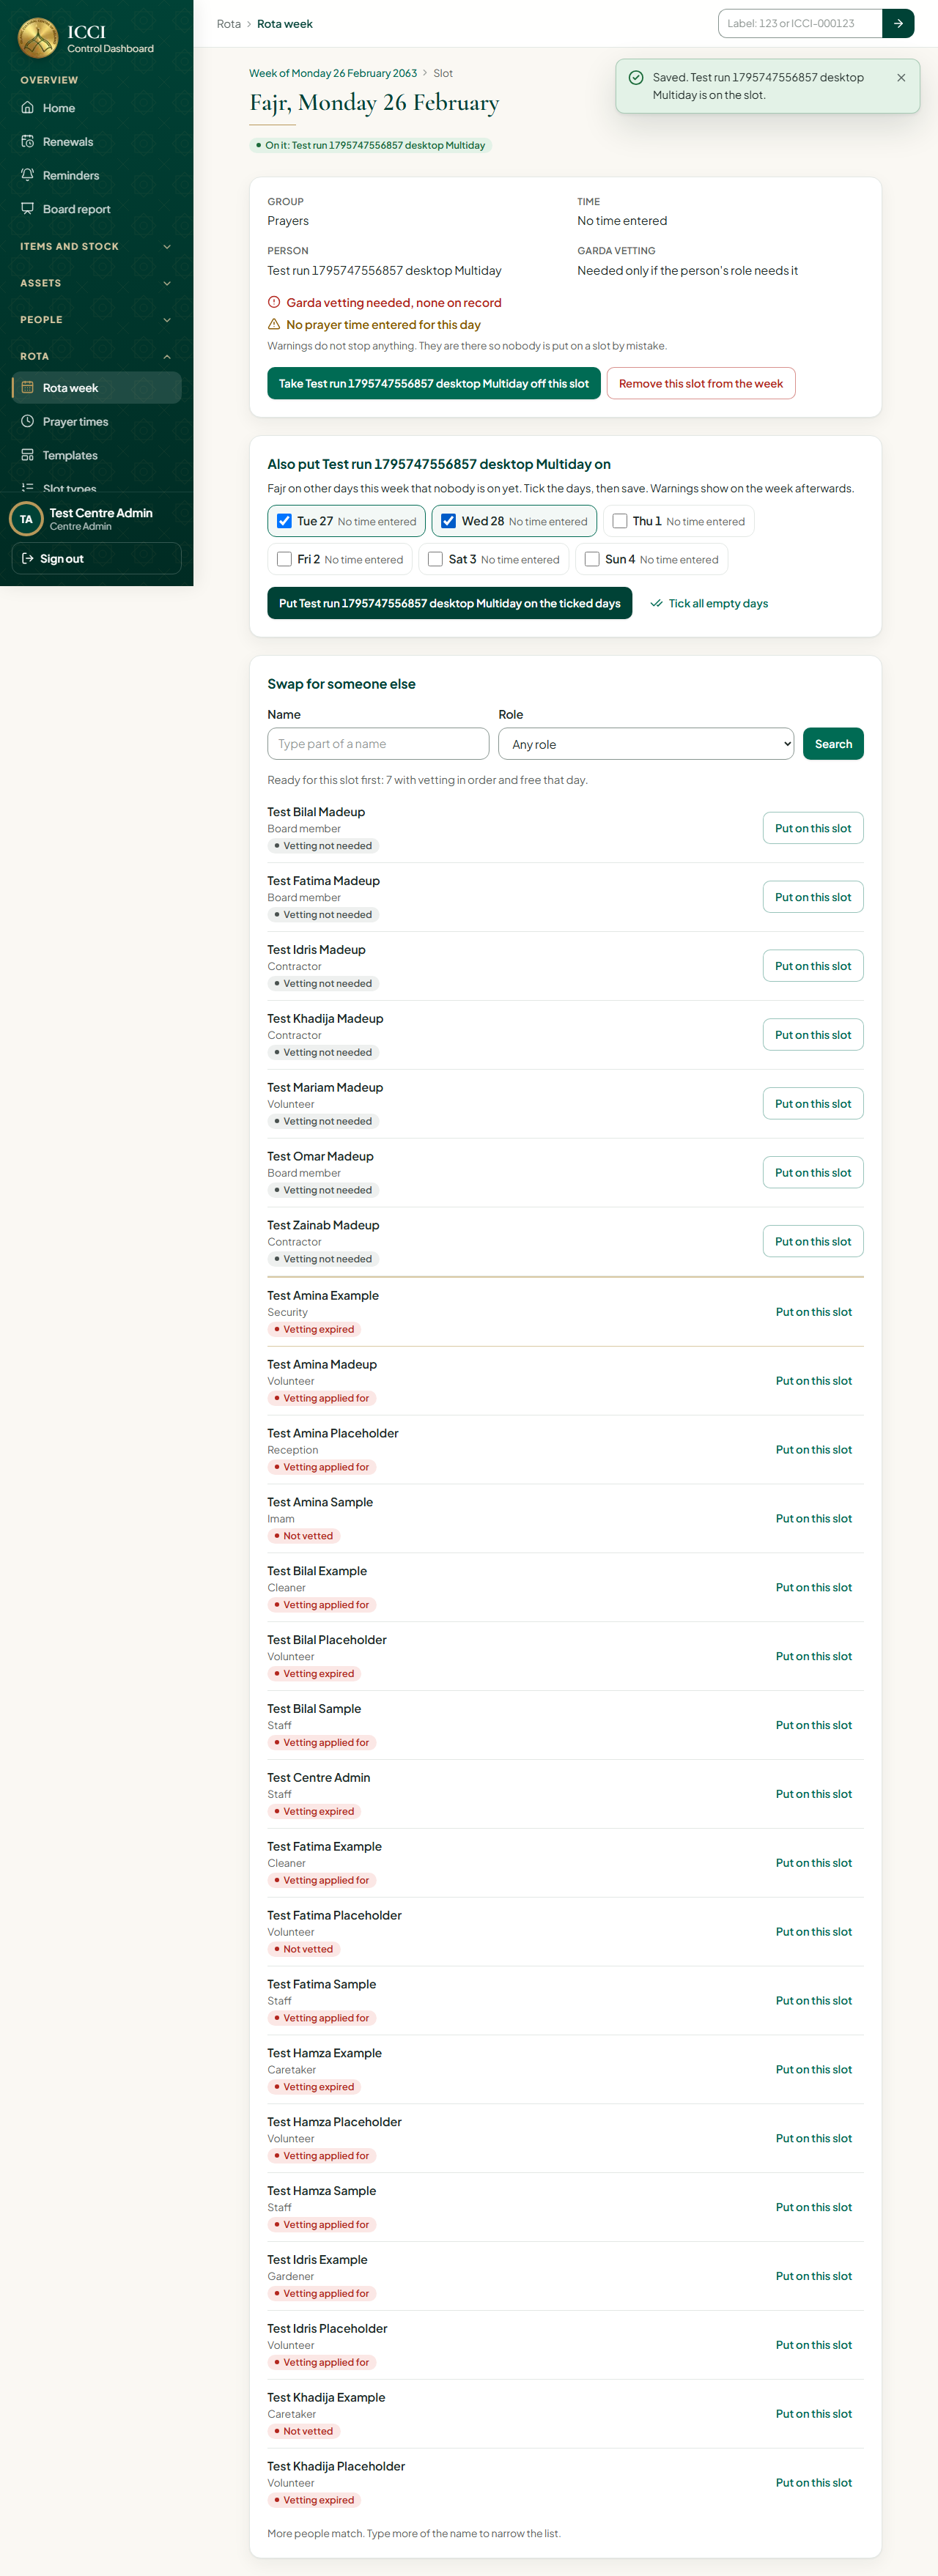 ICCI
Control Dashboard
OVERVIEW
Home
Renewals
Reminders
Board report
ITEMS AND STOCK
ASSETS
PEOPLE
ROTA
Rota week
Prayer times
Templates
Slot types
TA
Test Centre Admin
Centre Admin
Sign out
Rota > Rota week
Label: 123 or ICCI-000123
Saved. Test run 1795747556857 desktop
Multiday is on the slot.
Week of Monday 26 February 2063 > Slot
Fajr, Monday 26 February
On it: Test run 1795747556857 desktop Multiday
GROUP
Prayers
TIME
No time entered
PERSON
Test run 1795747556857 desktop Multiday
GARDA VETTING
Needed only if the person's role needs it
Garda vetting needed, none on record
No prayer time entered for this day
Warnings do not stop anything. They are there so nobody is put on a slot by mistake.
Take Test run 1795747556857 desktop Multiday off this slot
Remove this slot from the week
Also put Test run 1795747556857 desktop Multiday on
Fajr on other days this week that nobody is on yet. Tick the days, then save. Warnings show on the week afterwards.
Tue 27 No time entered
Wed 28 No time entered
Thu 1 No time entered
Fri 2 No time entered
Sat 3 No time entered
Sun 4 No time entered
Put Test run 1795747556857 desktop Multiday on the ticked days
Tick all empty days
Swap for someone else
Name
Type part of a name
Role
Any role
Search
Ready for this slot first: 7 with vetting in order and free that day.
Test Bilal Madeup
Board member
Vetting not needed
Put on this slot
Test Fatima Madeup
Board member
Vetting not needed
Put on this slot
Test Idris Madeup
Contractor
Vetting not needed
Put on this slot
Test Khadija Madeup
Contractor
Vetting not needed
Put on this slot
Test Mariam Madeup
Volunteer
Vetting not needed
Put on this slot
Test Omar Madeup
Board member
Vetting not needed
Put on this slot
Test Zainab Madeup
Contractor
Vetting not needed
Put on this slot
Test Amina Example
Security
Vetting expired
Put on this slot
Test Amina Madeup
Volunteer
Vetting applied for
Put on this slot
Test Amina Placeholder
Reception
Vetting applied for
Put on this slot
Test Amina Sample
Imam
Not vetted
Put on this slot
Test Bilal Example
Cleaner
Vetting applied for
Put on this slot
Test Bilal Placeholder
Volunteer
Vetting expired
Put on this slot
Test Bilal Sample
Staff
Vetting applied for
Put on this slot
Test Centre Admin
Staff
Vetting expired
Put on this slot
Test Fatima Example
Cleaner
Vetting applied for
Put on this slot
Test Fatima Placeholder
Volunteer
Not vetted
Put on this slot
Test Fatima Sample
Staff
Vetting applied for
Put on this slot
Test Hamza Example
Caretaker
Vetting expired
Put on this slot
Test Hamza Placeholder
Volunteer
Vetting applied for
Put on this slot
Test Hamza Sample
Staff
Vetting applied for
Put on this slot
Test Idris Example
Gardener
Vetting applied for
Put on this slot
Test Idris Placeholder
Volunteer
Vetting applied for
Put on this slot
Test Khadija Example
Caretaker
Not vetted
Put on this slot
Test Khadija Placeholder
Volunteer
Vetting expired
Put on this slot
More people match. Type more of the name to narrow the list.